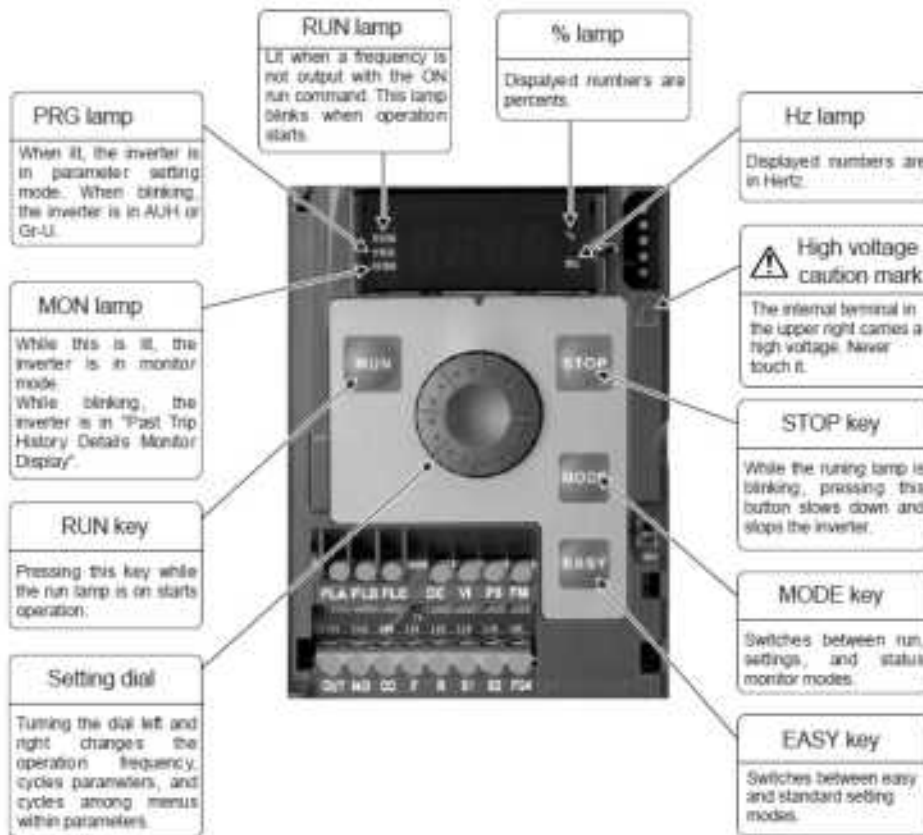 RUN lamp
Lit when a frequency is
not output with the ON
run command. This lamp
blinks when operation
starts.
% lamp
Dispalyed numbers are
percents.
PRG lamp
When lit, the inverter is
in parameter setting
mode. When blinking,
the inverter is in AUH or
Gr-U.
Hz lamp
Displayed numbers are
in Hertz.
MON lamp
While this is lit, the
inverter is in monitor
mode.
While blinking, the
inverter is in "Past Trip
History Details Monitor
Display".
High voltage
caution mark
The internal terminal in
the upper right carries a
high voltage. Never
touch it.
RUN
STOP
MODE
EASY
STOP key
While the runing lamp is
blinking, pressing this
button slows down and
stops the inverter.
RUN key
Pressing this key while
the run lamp is on starts
operation.
MODE key
Switches between run,
settings, and status
monitor modes.
FLA FLB FLC CC VI P5 FM
OUT NO CC F R S1 S2 P24
Setting dial
Turning the dial left and
right changes the
operation frequency,
cycles parameters, and
cycles among menus
within parameters.
EASY key
Switches between easy
and standard setting
modes.